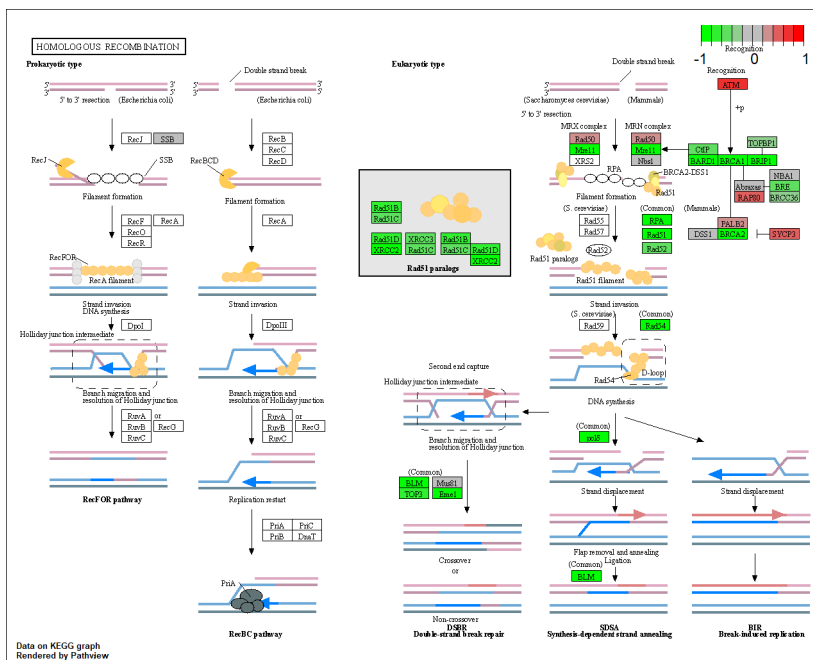 HOMOLOGOUS RECOMBINATION
-1 0 1
Prokaryotic type
5' 3'
3' 5'
5' to 3' resection
(Escherichia coli)
RecJ SSB
RecJ
SSB
Filament formation
RecF RecA
RecO
RecR
RecFOR
RecA filament
Strand invasion
DNA synthesis
DpoI
Holliday junction intermediate
Branch migration and
resolution of Holliday junction
RuvA or
RuvB RecG
RuvC
RecFOR pathway
Double strand break
5' 3'
3' 5'
(Escherichia coli)
RecB
RecC
RecD
RecBCD
Filament formation
RecA
Strand invasion
DpoIII
Branch migration and
resolution of Holliday junction
RuvA or
RuvB RecG
RuvC
Replication restart
PriA PriC
PriB DnaT
PriA
RecBC pathway
Eukaryotic type
Double strand break
5' 3'
3' 5'
(Saccharomyces cerevisiae) (Mammals)
5' to 3' resection
MRX complex MRN complex
Rad50 Rad50
Mre11 Mre11
XRS2 Nbs1
Recognition
Recognition
ATM
+p
CtIP TOPBP1
BARD1 BRCA1 BRIP1
NBA1
Abraxas BRE
RAP80 BRCC36
RPA
BRCA2-DSS1
Rad51
Filament formation
(S. cerevisiae) (Common) (Mammals)
Rad55 RPA
Rad57 Rad51
Rad52 Rad52
PALB2
DSS1 BRCA2 SYCP3
Rad51 paralogs
Rad51 filament
Rad51B
Rad51C
Rad51D XRCC3 Rad51B
XRCC2 Rad51C Rad51C Rad51D
XRCC2
Rad51 paralogs
Strand invasion
(S. cerevisiae) (Common)
Rad59 Rad54
Rad54
D-loop
DNA synthesis
Second end capture
Holliday junction intermediate
Branch migration and
resolution of Holliday junction
(Common)
BLM Mus81
TOP3 Eme1
Crossover
or
Non-crossover
DSBR
Double-strand break repair
(Common)
polδ
Strand displacement
Flap removal and annealing
Ligation
(Common)
BLM
SDSA
Synthesis-dependent strand annealing
Strand displacement
BIR
Break-induced replication
Data on KEGG graph
Rendered by Pathview